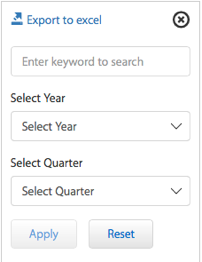 Export to excel
Enter keyword to search
Select Year
Select Year
Select Quarter
Select Quarter
Apply
Reset